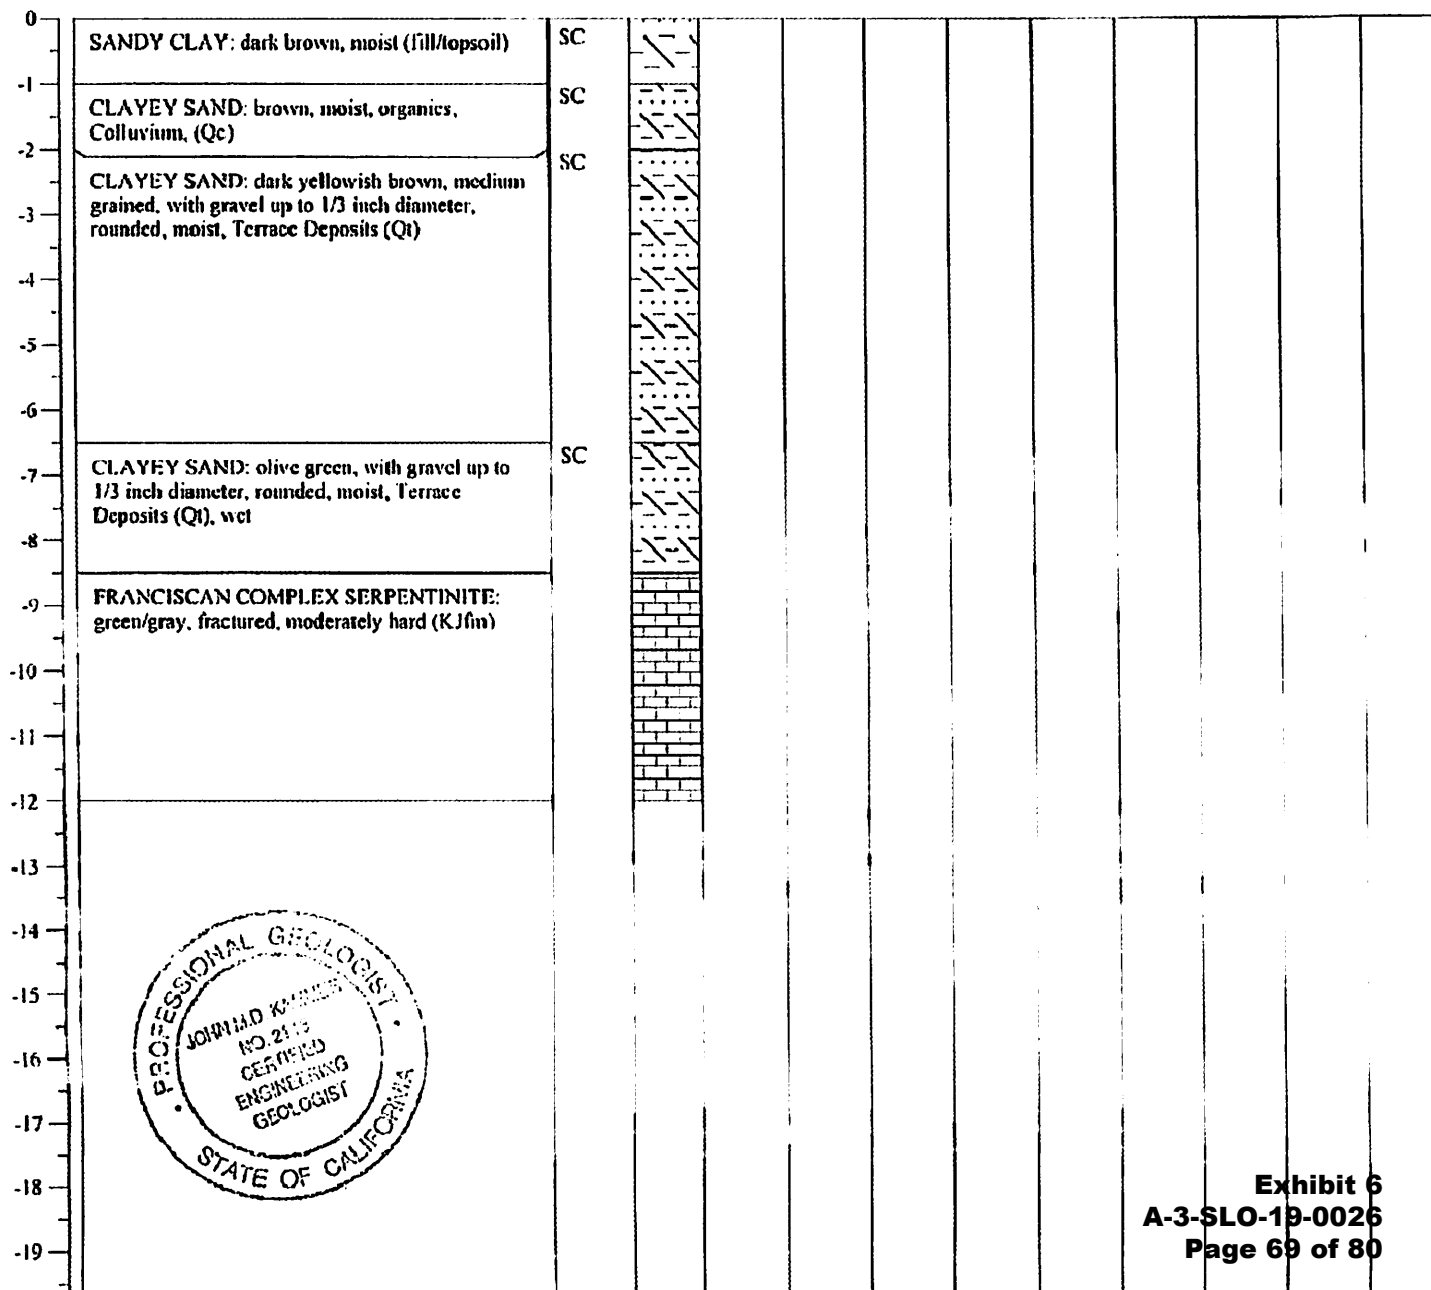 0
SANDY CLAY: dark brown, moist (fill/topsoil)
SC
-1
CLAYEY SAND: brown, moist, organics,
Colluvium, (Qc)
SC
-2
SC
CLAYEY SAND: dark yellowish brown, medium
grained, with gravel up to 1/3 inch diameter,
rounded, moist, Terrace Deposits (Qt)
-3
-4
-5
-6
SC
CLAYEY SAND: olive green, with gravel up to
1/3 inch diameter, rounded, moist, Terrace
Deposits (Qt), wet
-7
-8
FRANCISCAN COMPLEX SERPENTINITE:
green/gray, fractured, moderately hard (KJfm)
-9
-10
-11
-12
-13
-14
-15
-16
-17
-18
-19
PROFESSIONAL GEOLOGIST
JOHN M.D
NO.
CERTIFIED
ENGINEERING
GEOLOGIST
STATE OF CALIFORNIA
Exhibit 6
A-3-SLO-19-0026
Page 69 of 80